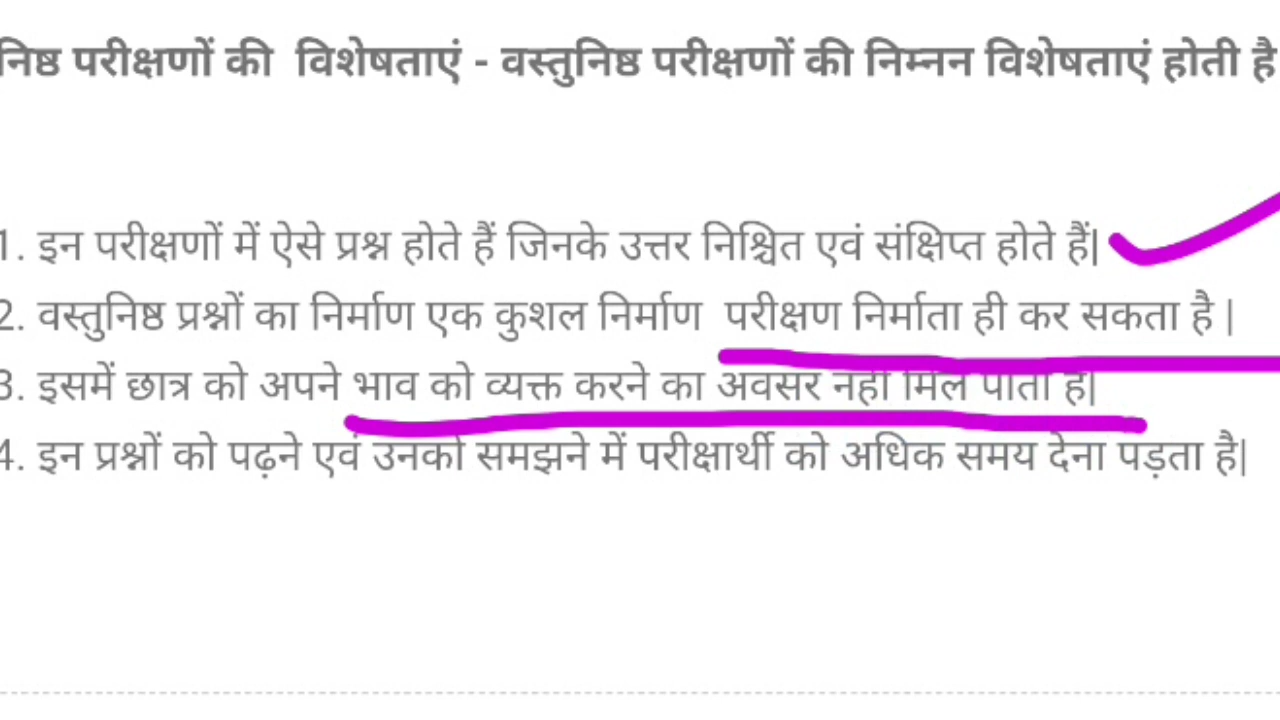 निष्ठ परीक्षणों की विशेषताएं - वस्तुनिष्ठ परीक्षणों की निम्नन विशेषताएं होती है
1. इन परीक्षणों में ऐसे प्रश्न होते हैं जिनके उत्तर निश्चित एवं संक्षिप्त होते हैं|
2. वस्तुनिष्ठ प्रश्नों का निर्माण एक कुशल निर्माण परीक्षण निर्माता ही कर सकता है |
3. इसमें छात्र को अपने भाव को व्यक्त करने का अवसर नहीं मिल पाता है|
4. इन प्रश्नों को पढ़ने एवं उनको समझने में परीक्षार्थी को अधिक समय देना पड़ता है|